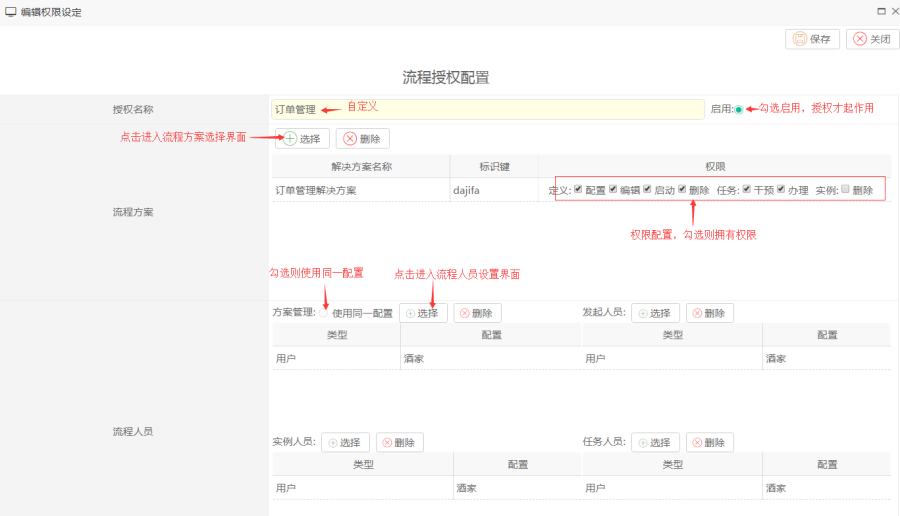 编辑权限设定
保存 关闭
流程授权配置
授权名称 订单管理 自定义 启用: 勾选启用，授权才起作用
点击进入流程方案选择界面 选择 删除
解决方案名称 标识键 权限
订单管理解决方案 dajifa 定义: 配置 编辑 启动 删除 任务: 干预 办理 实例: 删除
流程方案
权限配置，勾选则拥有权限
勾选则使用同一配置 点击进入流程人员设置界面
方案管理: 使用同一配置 选择 删除 发起人员: 选择 删除
类型 配置 类型 配置
用户 酒家 用户 酒家
流程人员
实例人员: 选择 删除 任务人员: 选择 删除
类型 配置 类型 配置
用户 酒家 用户 酒家